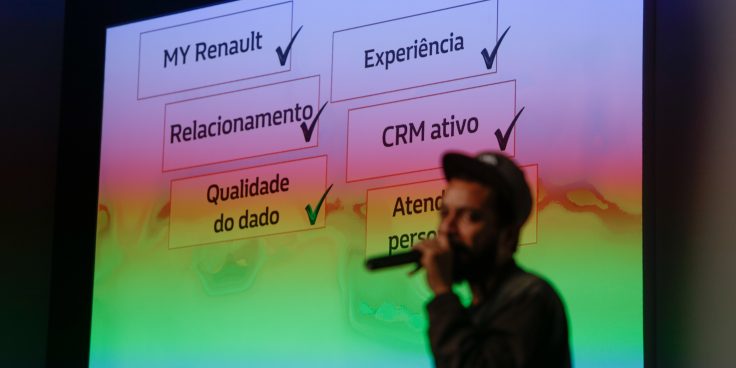 MY Renault
Experiência
Relacionamento
CRM ativo
Qualidade
do dado